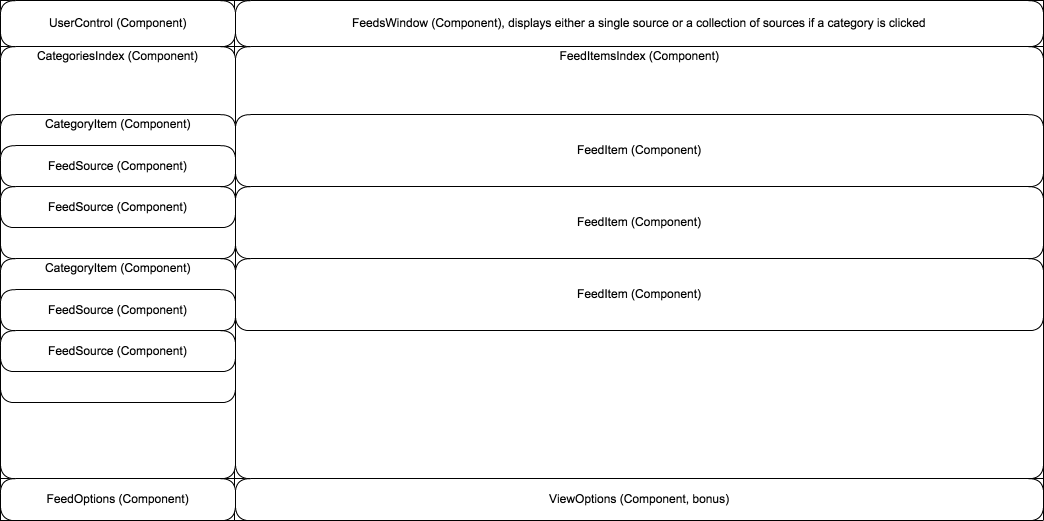 UserControl (Component)
FeedsWindow (Component), displays either a single source or a collection of sources if a category is clicked
CategoriesIndex (Component)
FeedItemsIndex (Component)
CategoryItem (Component)
FeedItem (Component)
FeedSource (Component)
FeedSource (Component)
FeedItem (Component)
CategoryItem (Component)
FeedItem (Component)
FeedSource (Component)
FeedSource (Component)
FeedOptions (Component)
ViewOptions (Component, bonus)